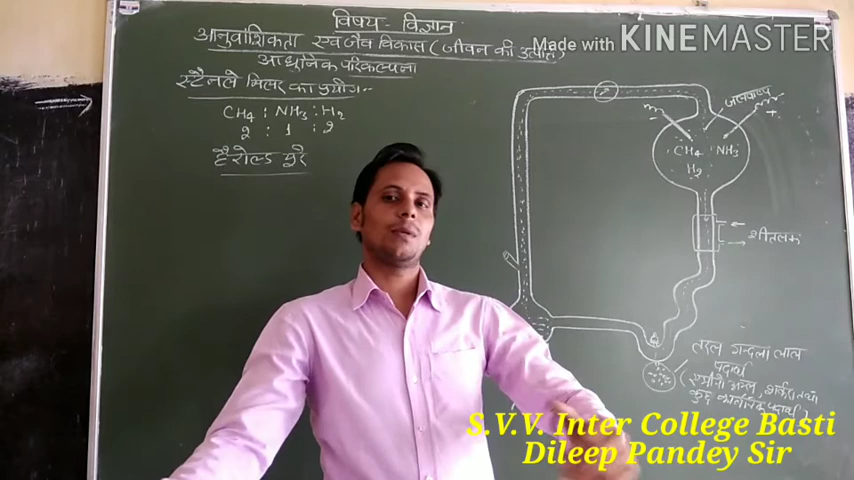 विषय - विज्ञान
आनुवांशिकता एवं जैव विकास ( जीवन की उत्पत्ति )
आधुनिक परिकल्पना
स्टैनले मिलर का प्रयोग -
CH4 : NH3 : H2
2 : 1 : 2
हैरोल्ड यूरे
Made with KINEMASTER
जलवाष्प
- +
CH4 NH3
H2
शीतलक
तरल गन्दला लाल
पदार्थ
( एमीनो अम्ल, शर्करा तथा
कुछ कार्बनिक पदार्थ )
S.V.V. Inter College Basti
Dileep Pandey Sir